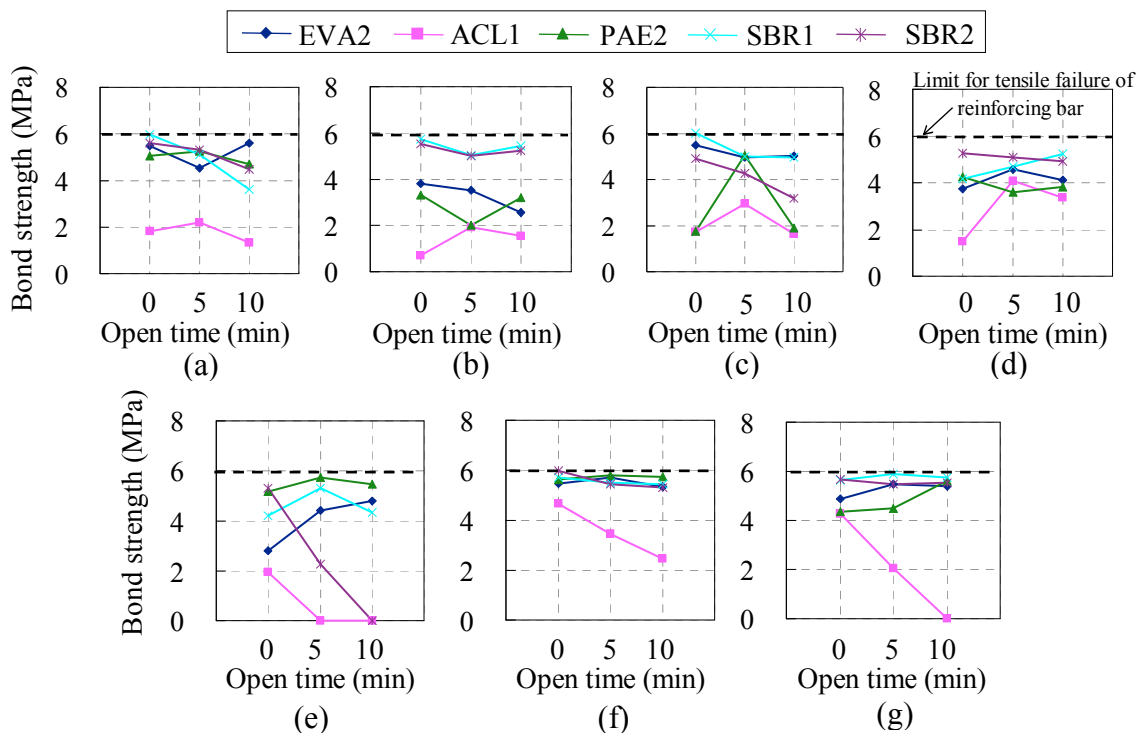 EVA2 ACL1 PAE2 SBR1 SBR2
Limit for tensile failure of
reinforcing bar
Bond strength (MPa)
8
6
4
2
0
0 5 10
Open time (min)
(a)
8
6
4
2
0
0 5 10
Open time (min)
(b)
8
6
4
2
0
0 5 10
Open time (min)
(c)
8
6
4
2
0
0 5 10
Open time (min)
(d)
Bond strength (MPa)
8
6
4
2
0
0 5 10
Open time (min)
(e)
8
6
4
2
0
0 5 10
Open time (min)
(f)
8
6
4
2
0
0 5 10
Open time (min)
(g)